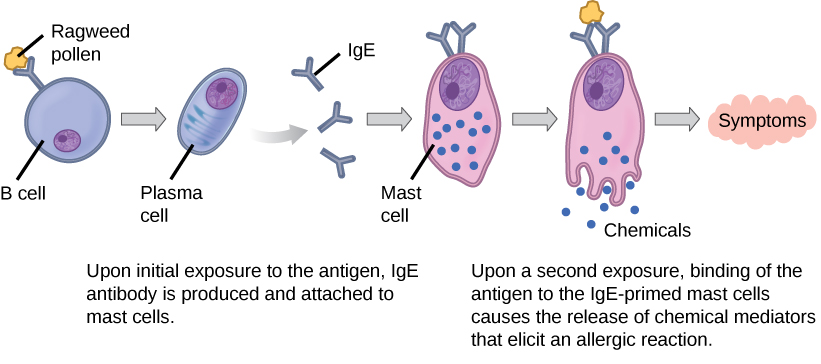 Ragweed
pollen
IgE
Symptoms
B cell
Plasma
cell
Mast
cell
Chemicals
Upon initial exposure to the antigen, IgE
antibody is produced and attached to
mast cells.
Upon a second exposure, binding of the
antigen to the IgE-primed mast cells
causes the release of chemical mediators
that elicit an allergic reaction.